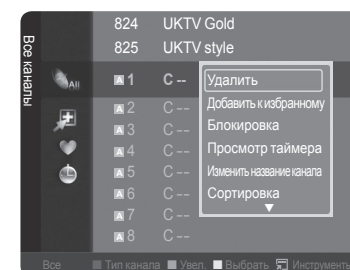 Все каналы
824 UKTV Gold
825 UKTV style
All
A 1 C --
A 2 C --
A 3 C --
A 4 C --
A 5 C --
A 6 C --
A 7 C --
A 8 C --
Удалить
Добавить к избранному
Блокировка
Просмотр таймера
Изменить название канала
Сортировка
Все Тип канала Увел. Выбрать Инструменты